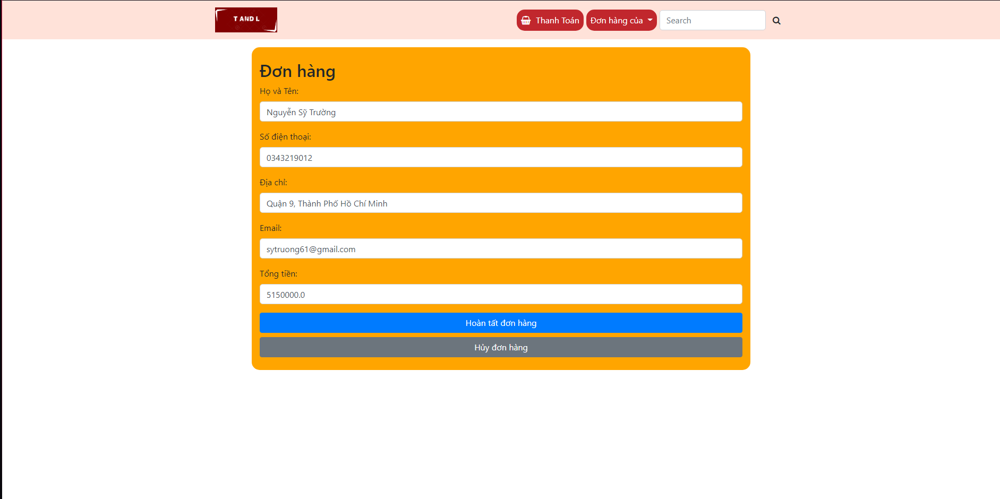 T AND L
Thanh Toán
Đơn hàng của
Search
Đơn hàng
Họ và Tên:
Nguyễn Sỹ Trường
Số điện thoại:
0343219012
Địa chỉ:
Quận 9, Thành Phố Hồ Chí Minh
Email:
sytruong61@gmail.com
Tổng tiền:
5150000.0
Hoàn tất đơn hàng
Hủy đơn hàng